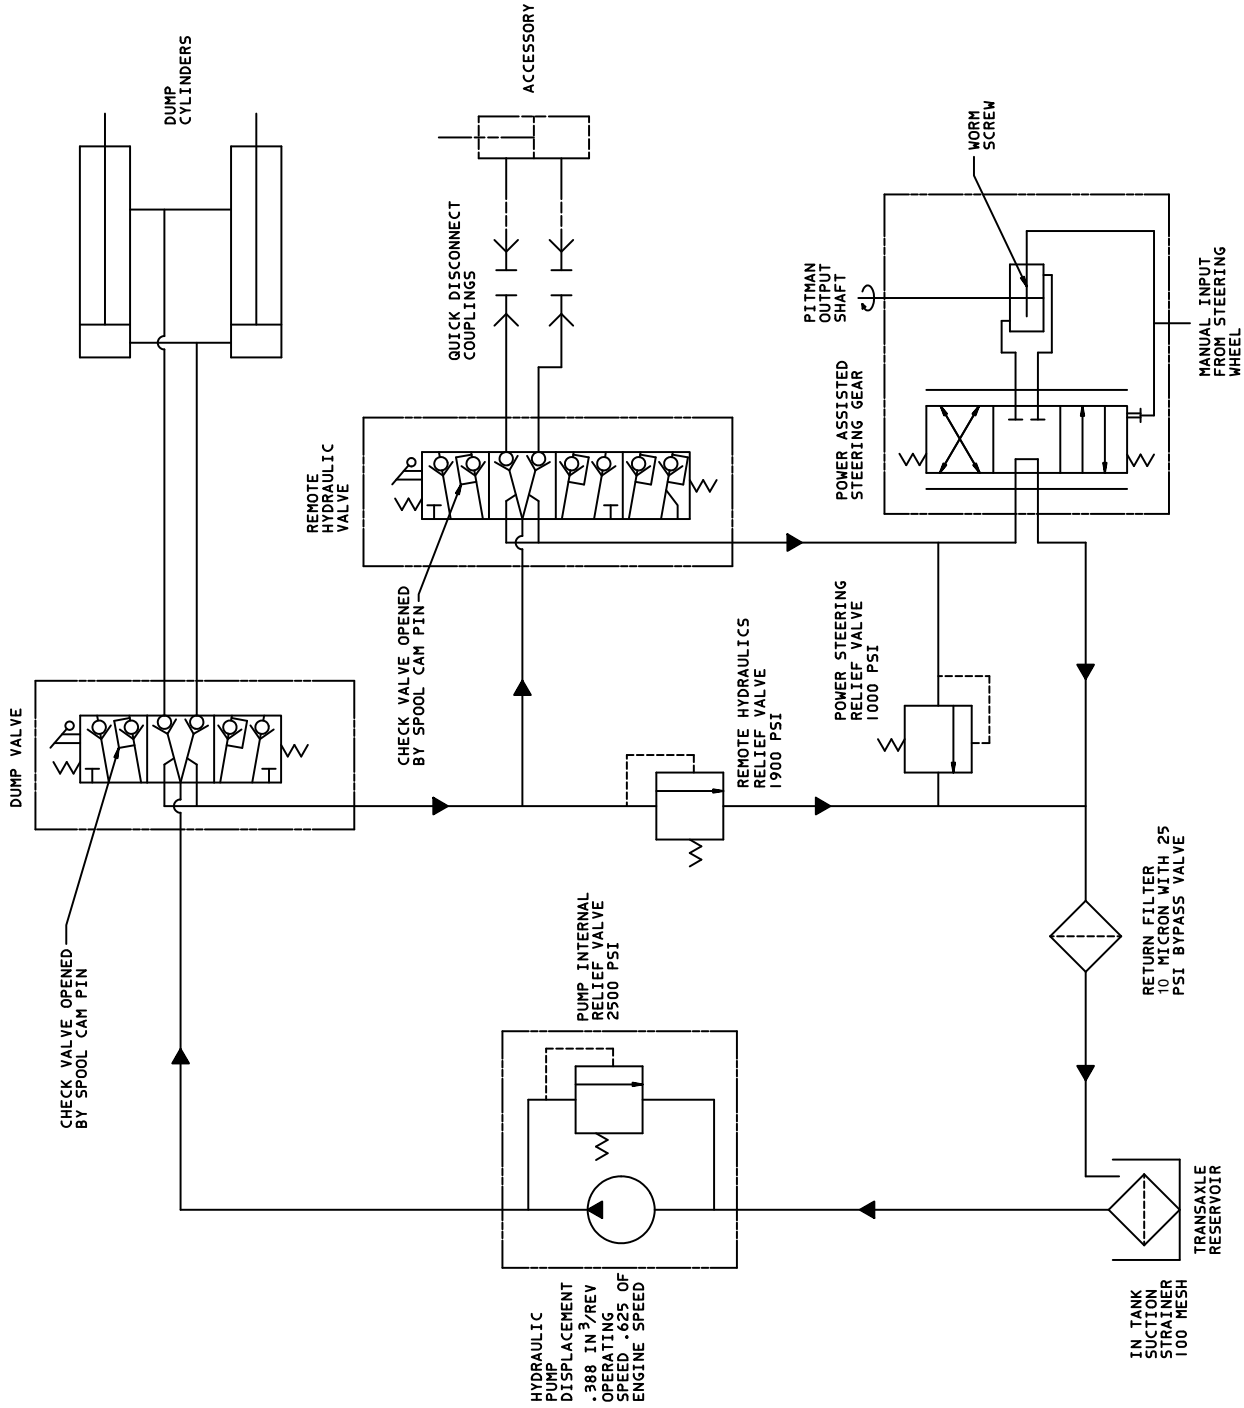 DUMP
CYLINDERS
ACCESSORY
WORM
SCREW
QUICK DISCONNECT
COUPLINGS
PITMAN
OUTPUT
SHAFT
MANUAL INPUT
FROM STEERING
WHEEL
POWER ASSISTED
STEERING GEAR
REMOTE
HYDRAULIC
VALVE
DUMP VALVE
CHECK VALVE OPENED
BY SPOOL CAM PIN
REMOTE HYDRAULICS
RELIEF VALVE
1900 PSI
POWER STEERING
RELIEF VALVE
1000 PSI
CHECK VALVE OPENED
BY SPOOL CAM PIN
PUMP INTERNAL
RELIEF VALVE
2500 PSI
RETURN FILTER
10 MICRON WITH 25
PSI BYPASS VALVE
HYDRAULIC
PUMP
DISPLACEMENT
.388 IN³/REV
OPERATING
SPEED .625 OF
ENGINE SPEED
TRANSAXLE
RESERVOIR
IN TANK
SUCTION
STRAINER
100 MESH